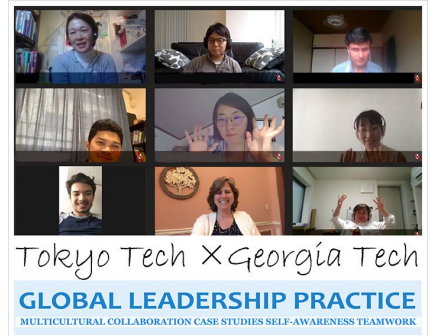 Tokyo Tech × Georgia Tech
GLOBAL LEADERSHIP PRACTICE
MULTICULTURAL COLLABORATION CASE STUDIES SELF-AWARENESS TEAMWORK